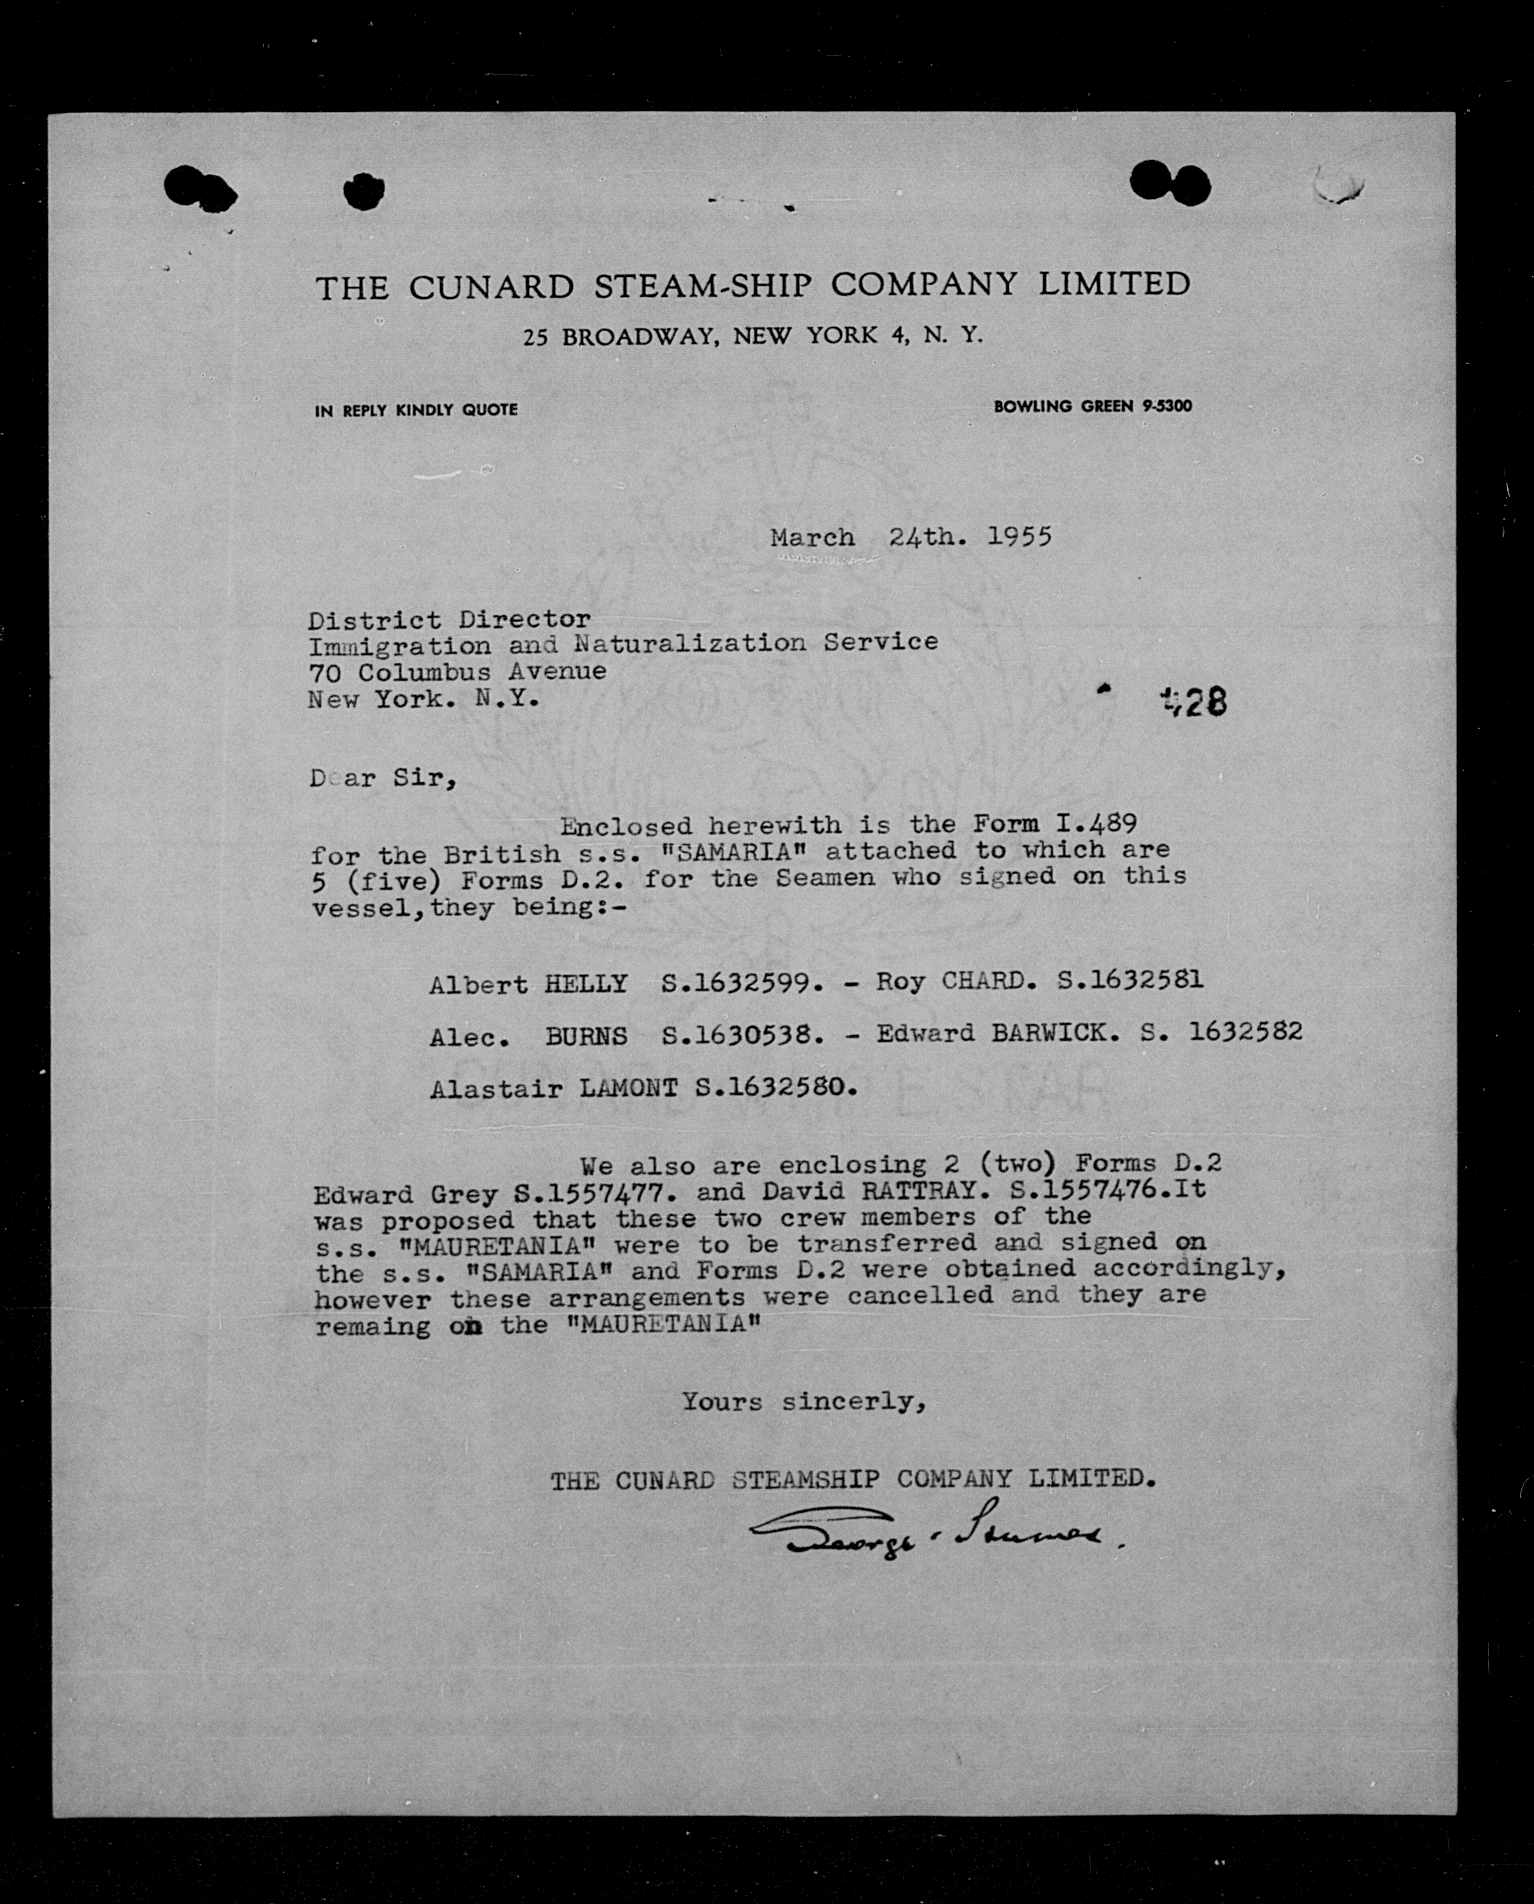 THE CUNARD STEAM-SHIP COMPANY LIMITED
25 BROADWAY, NEW YORK 4, N. Y.
IN REPLY KINDLY QUOTE
BOWLING GREEN 9-5300
March 24th. 1955
District Director
Immigration and Naturalization Service
70 Columbus Avenue
New York. N.Y.
428
Dear Sir,
Enclosed herewith is the Form I.489
for the British s.s. "SAMARIA" attached to which are
5 (five) Forms D.2. for the Seamen who signed on this
vessel,they being:-
Albert HELLY S.1632599. - Roy CHARD. S.1632581
Alec. BURNS S.1630538. - Edward BARWICK. S. 1632582
Alastair LAMONT S.1632580.
We also are enclosing 2 (two) Forms D.2
Edward Grey S.1557477. and David RATTRAY. S.1557476.It
was proposed that these two crew members of the
s.s. "MAURETANIA" were to be transferred and signed on
the s.s. "SAMARIA" and Forms D.2 were obtained accordingly,
however these arrangements were cancelled and they are
remaing on the "MAURETANIA"
Yours sincerly,
THE CUNARD STEAMSHIP COMPANY LIMITED.
George